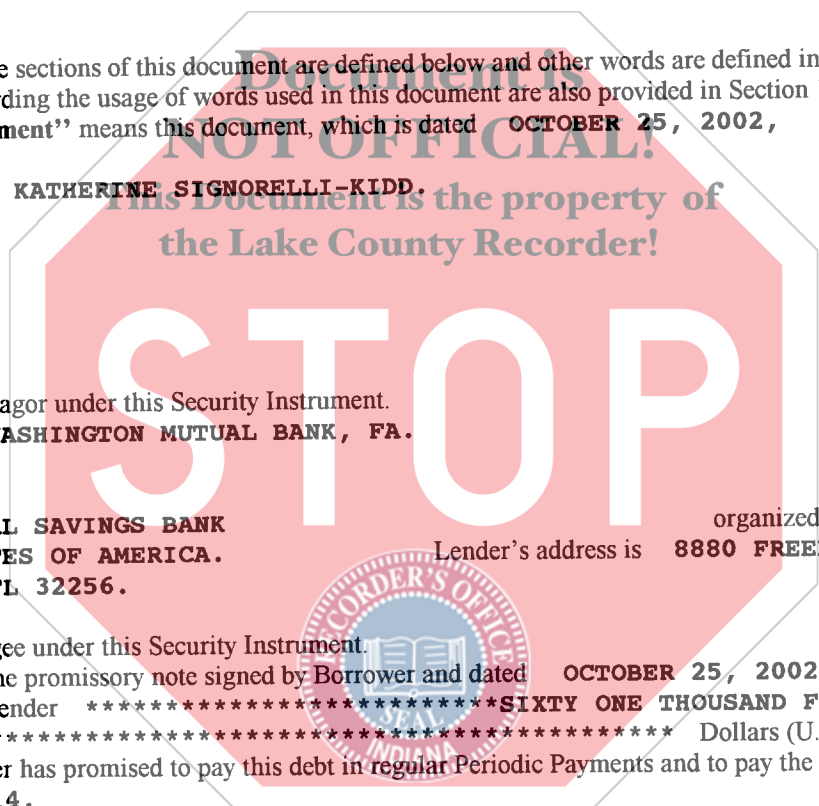 e sections of this document are defined below and other words are defined in
rding the usage of words used in this document are also provided in Section
ment” means this document, which is dated OCTOBER 25, 2002,
Document is
NOT OFFICIAL!
KATHERINE SIGNORELLI-KIDD.
This Document is the property of
the Lake County Recorder!
STOP
agor under this Security Instrument.
WASHINGTON MUTUAL BANK, FA.
L SAVINGS BANK organized
ES OF AMERICA. Lender's address is 8880 FREE
FL 32256.
gee under this Security Instrument.
ne promissory note signed by Borrower and dated OCTOBER 25, 2002
ender **************************SIXTY ONE THOUSAND F
******************************************* Dollars (U.
er has promised to pay this debt in regular Periodic Payments and to pay the
4.
RECORDER'S OFFICE
SEAL
INDIANA